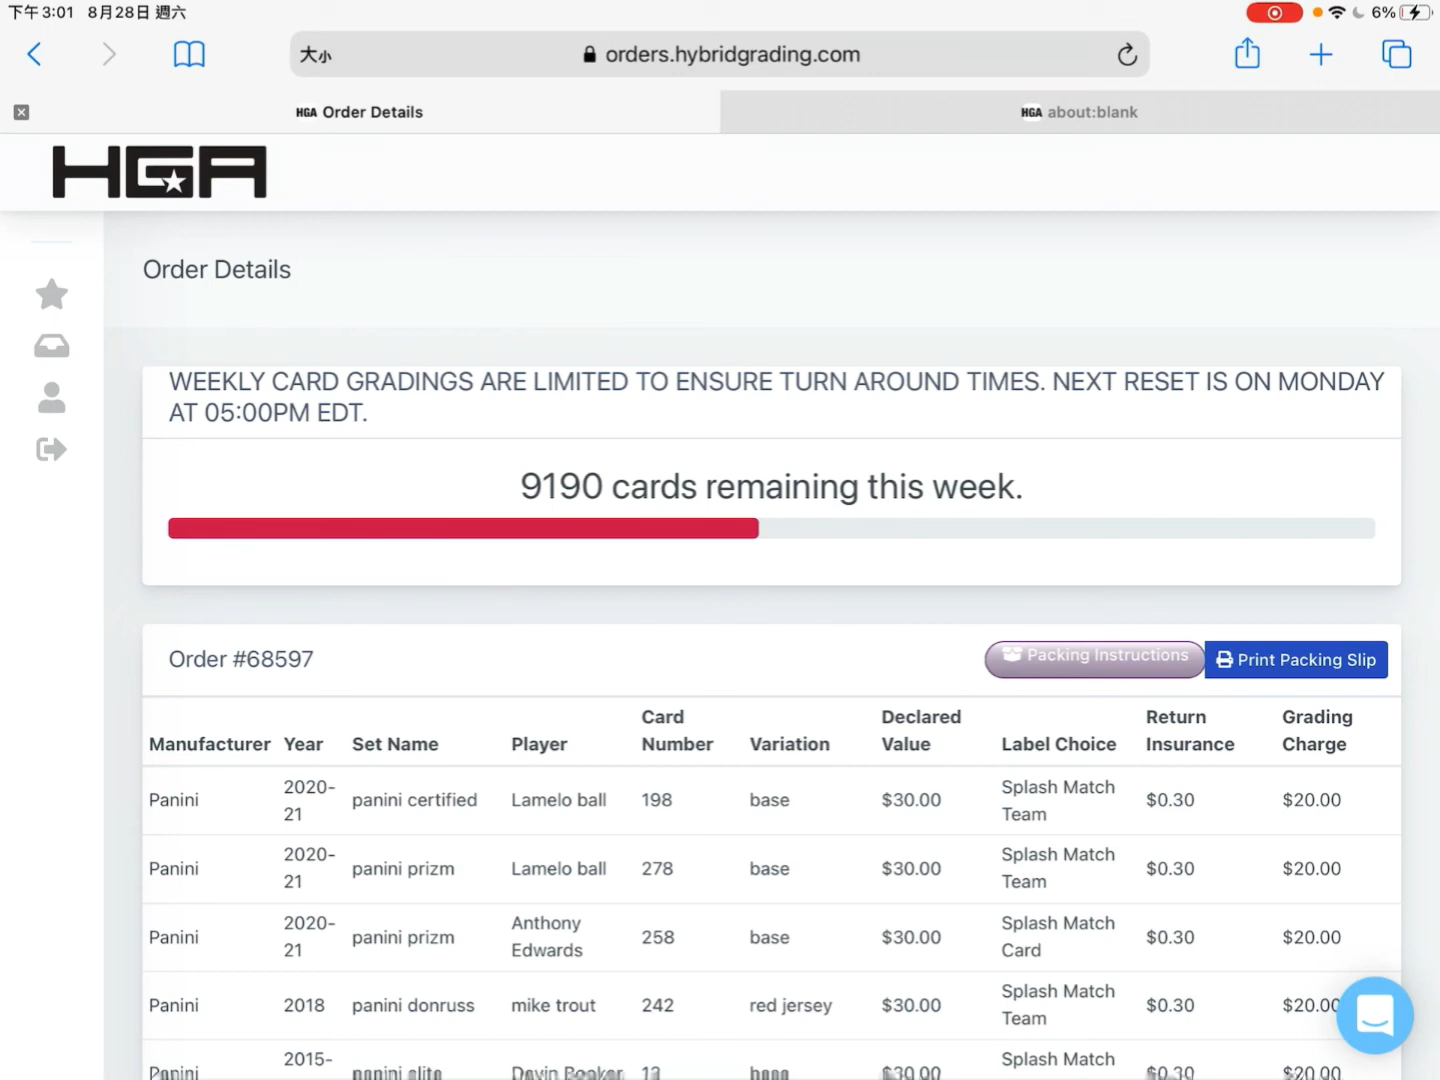 下午3:01 8月28日 週六 6%
大小 orders.hybridgrading.com
HGA Order Details HGA about:blank
HGA
Order Details
WEEKLY CARD GRADINGS ARE LIMITED TO ENSURE TURN AROUND TIMES. NEXT RESET IS ON MONDAY
AT 05:00PM EDT.
9190 cards remaining this week.
Order #68597 Packing Instructions Print Packing Slip
Card Declared Return Grading
Manufacturer Year Set Name Player Number Variation Value Label Choice Insurance Charge
2020- Splash Match
Panini panini certified Lamelo ball 198 base $30.00 $0.30 $20.00
21 Team
2020- Splash Match
Panini panini prizm Lamelo ball 278 base $30.00 $0.30 $20.00
21 Team
2020- Anthony Splash Match
Panini panini prizm 258 base $30.00 $0.30 $20.00
21 Edwards Card
Splash Match
Panini 2018 panini donruss mike trout 242 red jersey $30.00 $0.30 $20.00
Team
2015- Splash Match
Panini panini elite Devin Booker $30.00 $0.30 $20.00